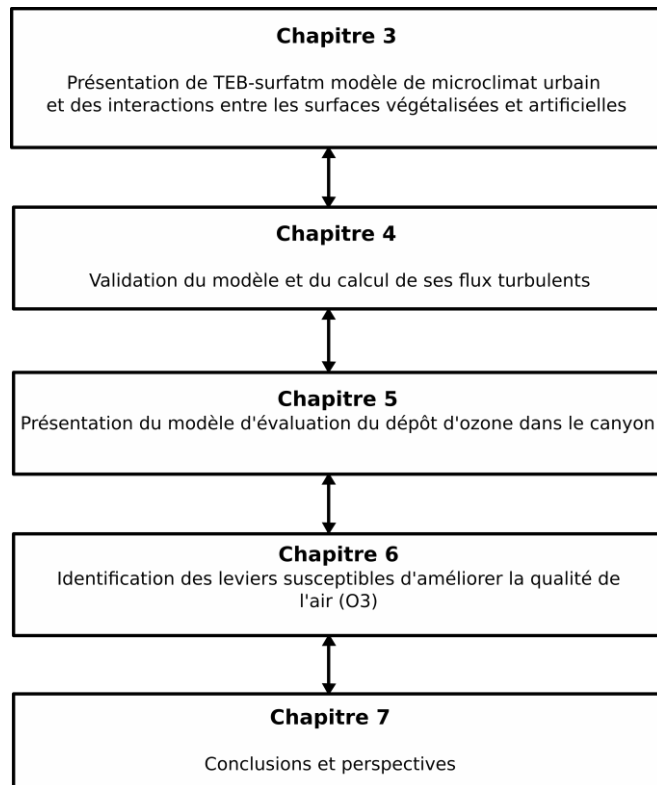 Chapitre 3
Présentation de TEB-surfatm modèle de microclimat urbain
et des interactions entre les surfaces végétalisées et artificielles
Chapitre 4
Validation du modèle et du calcul de ses flux turbulents
Chapitre 5
Présentation du modèle d'évaluation du dépôt d'ozone dans le canyon
Chapitre 6
Identification des leviers susceptibles d'améliorer la qualité de
l'air (O3)
Chapitre 7
Conclusions et perspectives